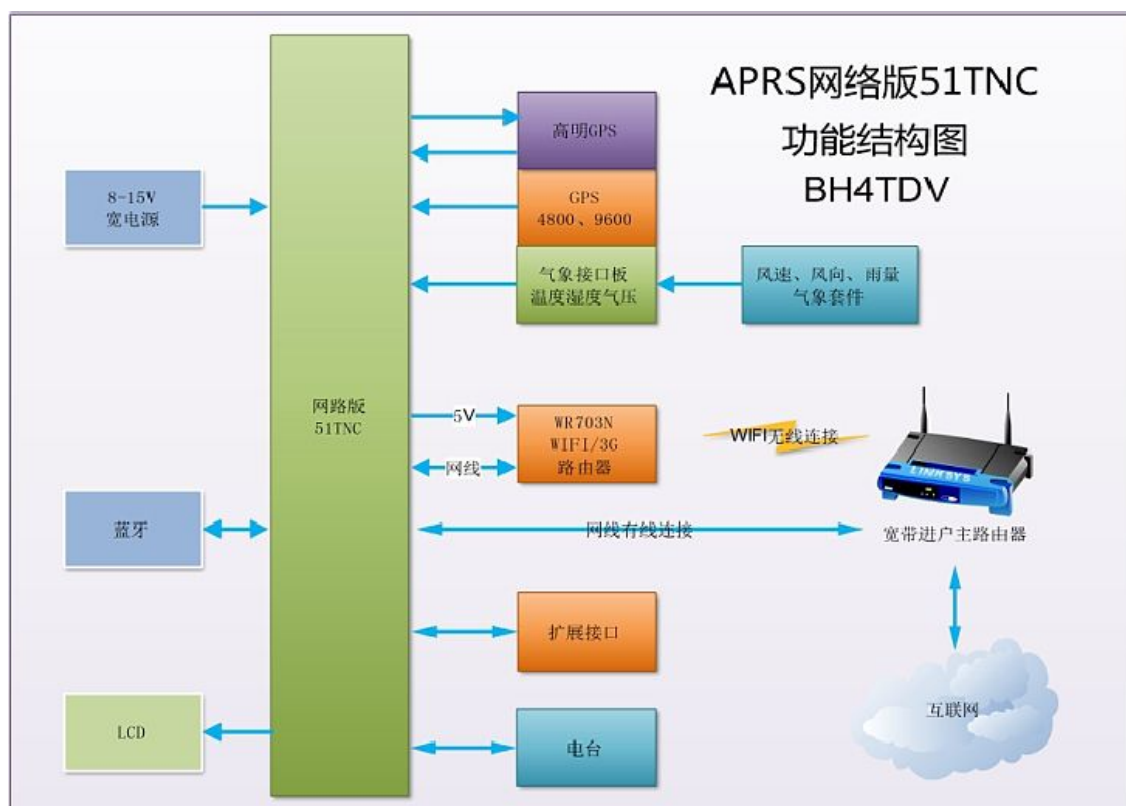 APRS网络版51TNC
功能结构图
BH4TDV
高明GPS
8-15V
宽电源
GPS
4800、9600
气象接口板
温度湿度气压
风速、风向、雨量
气象套件
网路版
51TNC
5V
WR703N
WIFI/3G
路由器
网线
WIFI无线连接
LINKSYS
蓝牙
网线有线连接
宽带进户主路由器
扩展接口
LCD
电台
互联网